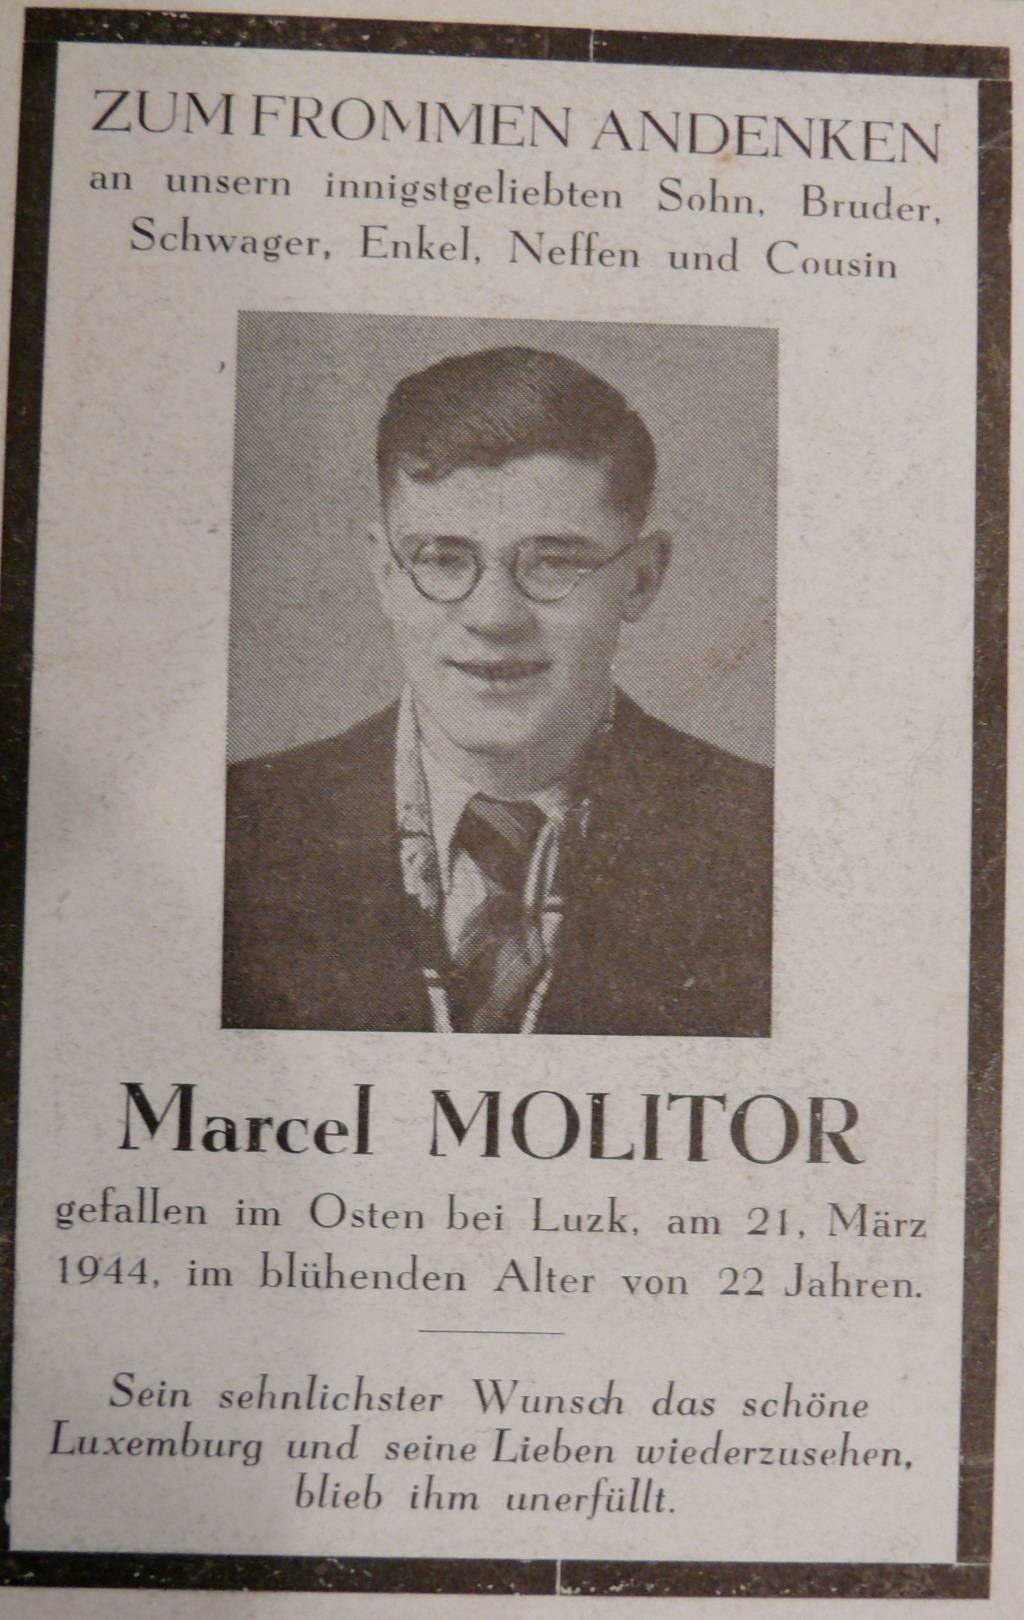 ZUM FROMMEN ANDENKEN
an unsern innigstgeliebten Sohn, Bruder,
Schwager, Enkel, Neffen und Cousin
Marcel MOLITOR
gefallen im Osten bei Luzk, am 21. März
1944, im blühenden Alter von 22 Jahren.
Sein sehnlichster Wunsch das schöne
Luxemburg und seine Lieben wiederzusehen,
blieb ihm unerfüllt.